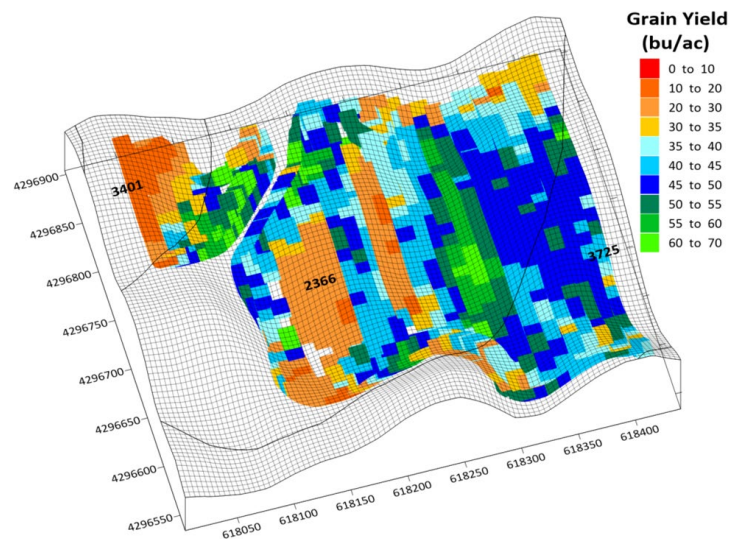 Grain Yield
(bu/ac)
0 to 10
10 to 20
20 to 30
30 to 35
35 to 40
40 to 45
45 to 50
50 to 55
55 to 60
60 to 70
3401
2366
3725
4296900
4296850
4296800
4296750
4296700
4296650
4296600
4296550
618050
618100
618150
618200
618250
618300
618350
618400